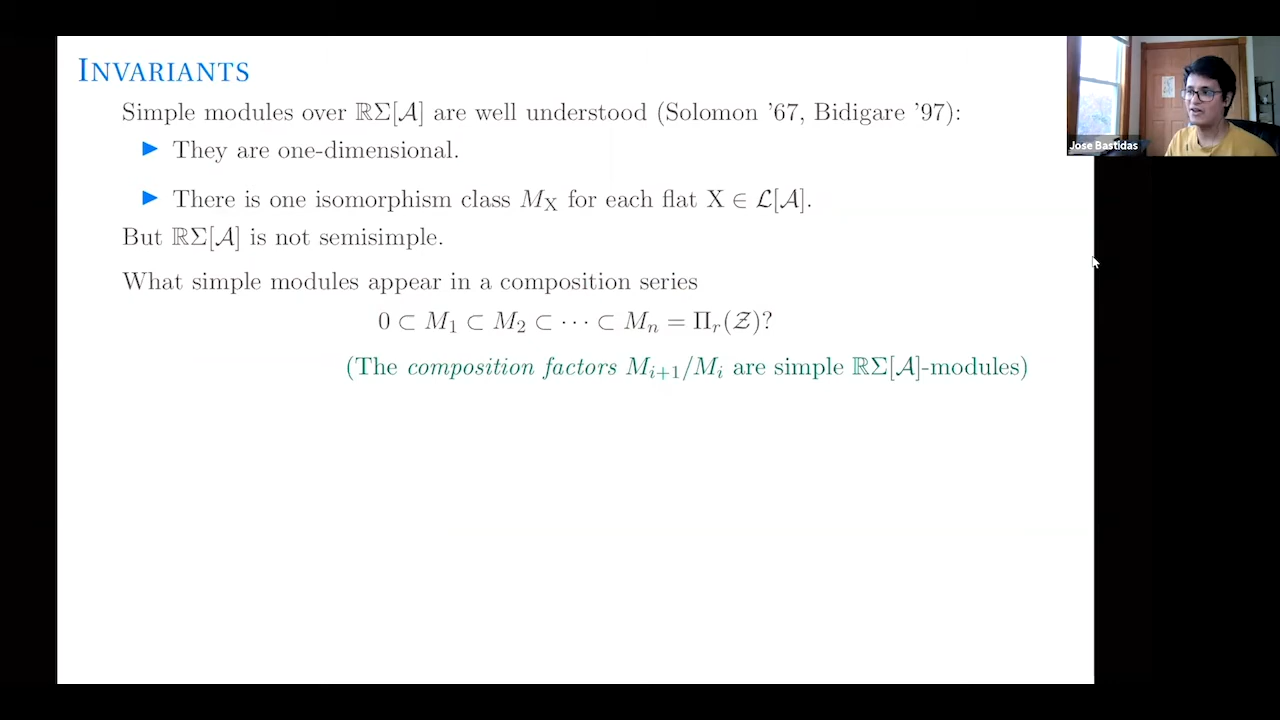 INVARIANTS
Simple modules over ℝΣ[𝒜] are well understood (Solomon '67, Bidigare '97):
▶ They are one-dimensional.
▶ There is one isomorphism class M_X for each flat X ∈ ℒ[𝒜].
But ℝΣ[𝒜] is not semisimple.
What simple modules appear in a composition series
0 ⊂ M_1 ⊂ M_2 ⊂ ⋯ ⊂ M_n = Π_r(𝒵)?
(The composition factors M_{i+1}/M_i are simple ℝΣ[𝒜]-modules)
Jose Bastidas